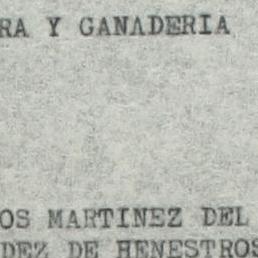 RA Y GANADERIA
OS MARTINEZ DEL
DEZ DE HENESTROS